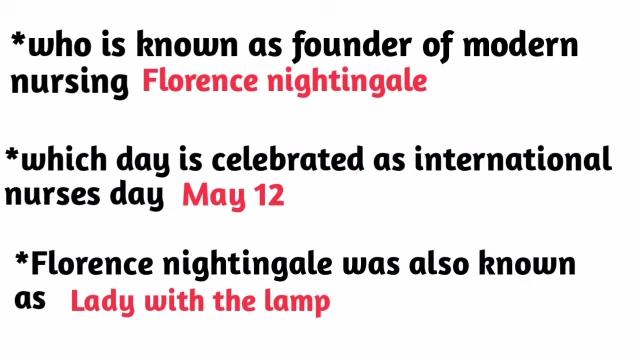 *who is known as founder of modern
nursing Florence nightingale
*which day is celebrated as international
nurses day May 12
*Florence nightingale was also known
as Lady with the lamp